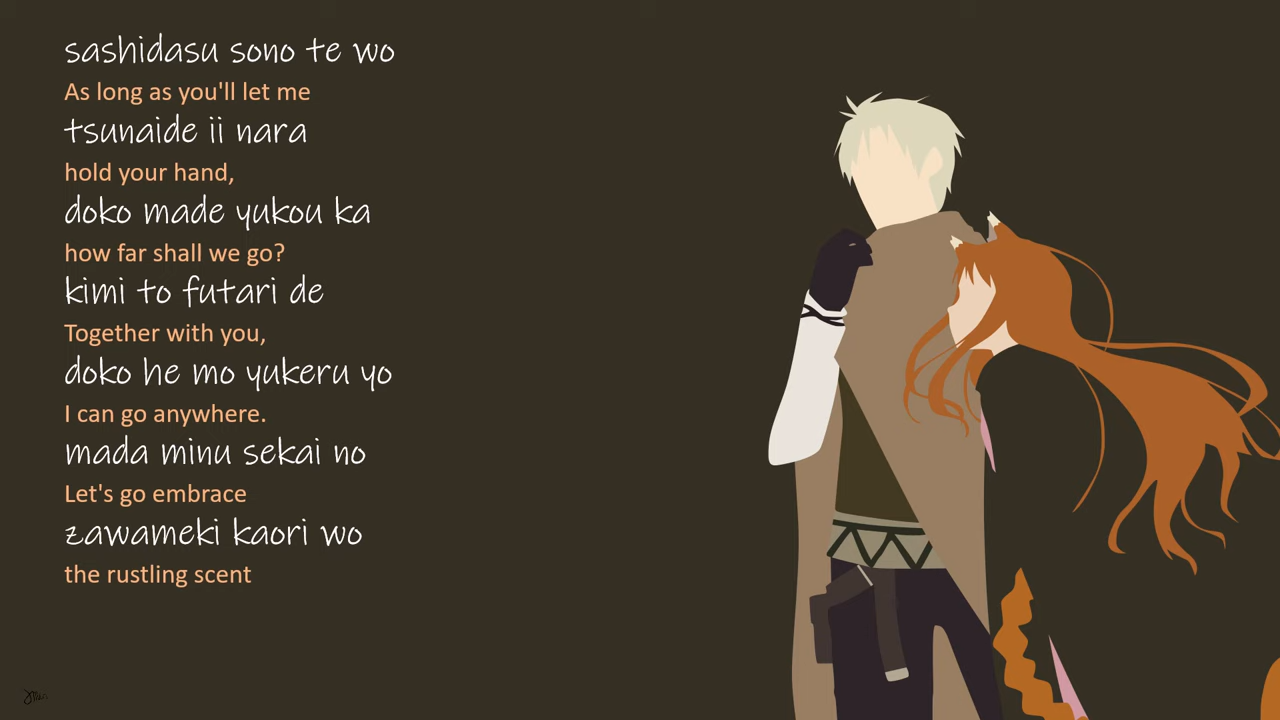 sashidasu sono te wo
As long as you'll let me
tsunaide ii nara
hold your hand,
doko made yukou ka
how far shall we go?
kimi to futari de
Together with you,
doko he mo yukeru yo
I can go anywhere.
mada minu sekai no
Let's go embrace
zawameki kaori wo
the rustling scent